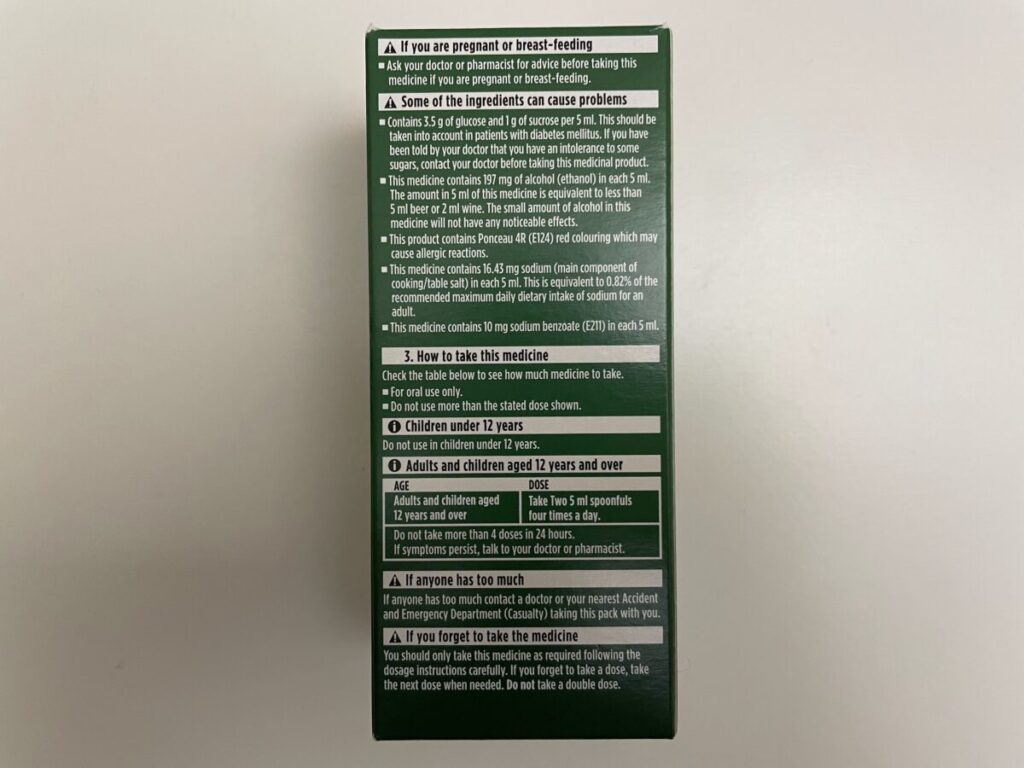 If you are pregnant or breast-feeding
Ask your doctor or pharmacist for advice before taking this
medicine if you are pregnant or breast-feeding.
Some of the ingredients can cause problems
Contains 3.5 g of glucose and 1 g of sucrose per 5 ml. This should be
taken into account in patients with diabetes mellitus. If you have
been told by your doctor that you have an intolerance to some
sugars, contact your doctor before taking this medicinal product.
This medicine contains 197 mg of alcohol (ethanol) in each 5 ml.
The amount in 5 ml of this medicine is equivalent to less than
5 ml beer or 2 ml wine. The small amount of alcohol in this
medicine will not have any noticeable effects.
This product contains Ponceau 4R (E124) red colouring which may
cause allergic reactions.
This medicine contains 16.43 mg sodium (main component of
cooking/table salt) in each 5 ml. This is equivalent to 0.82% of the
recommended maximum daily dietary intake of sodium for an
adult.
This medicine contains 10 mg sodium benzoate (E211) in each 5 ml.
3. How to take this medicine
Check the table below to see how much medicine to take.
For oral use only.
Do not use more than the stated dose shown.
Children under 12 years
Do not use in children under 12 years.
Adults and children aged 12 years and over
AGE DOSE
Adults and children aged Take Two 5 ml spoonfuls
12 years and over four times a day.
Do not take more than 4 doses in 24 hours.
If symptoms persist, talk to your doctor or pharmacist.
If anyone has too much
If anyone has too much contact a doctor or your nearest Accident
and Emergency Department (Casualty) taking this pack with you.
If you forget to take the medicine
You should only take this medicine as required following the
dosage instructions carefully. If you forget to take a dose, take
the next dose when needed. Do not take a double dose.